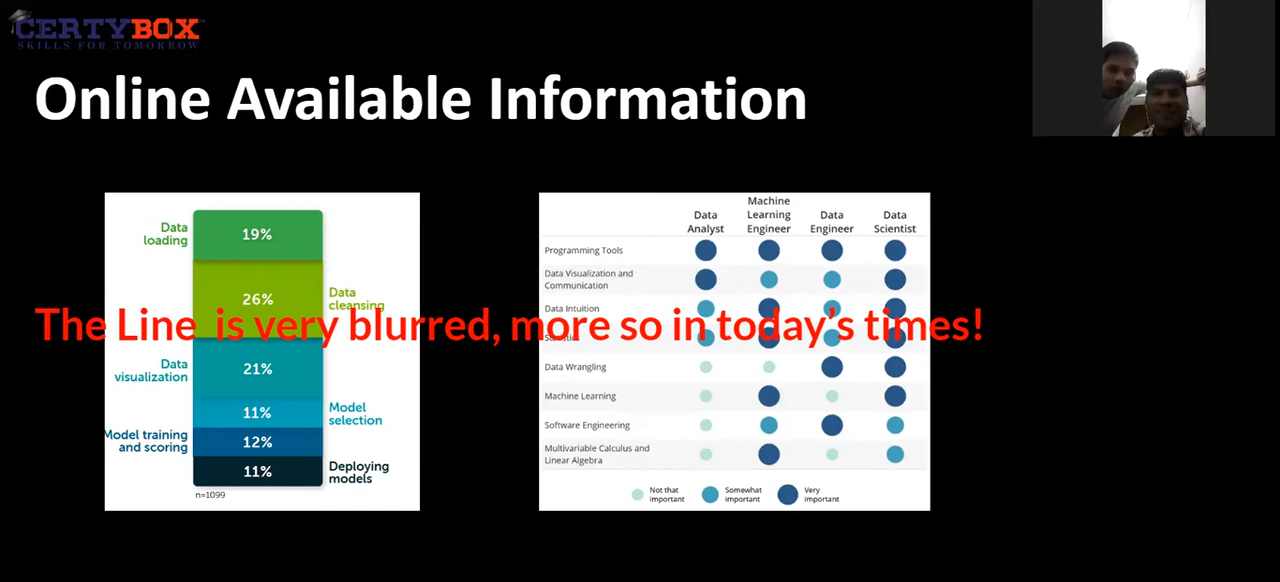 CERTYBOX
SKILLS FOR TOMORROW
Online Available Information
Data
loading
19%
26%
Data
cleansing
The Line is very blurred, more so in today's times!
Data
visualization
21%
11%
Model
selection
Model training
and scoring
12%
11%
Deploying
models
n=1099
Data
Analyst
Machine
Learning
Engineer
Data
Engineer
Data
Scientist
Programming Tools
Data Visualization and
Communication
Data Intuition
Statistics
Data Wrangling
Machine Learning
Software Engineering
Multivariable Calculus and
Linear Algebra
Not that
important
Somewhat
important
Very
important